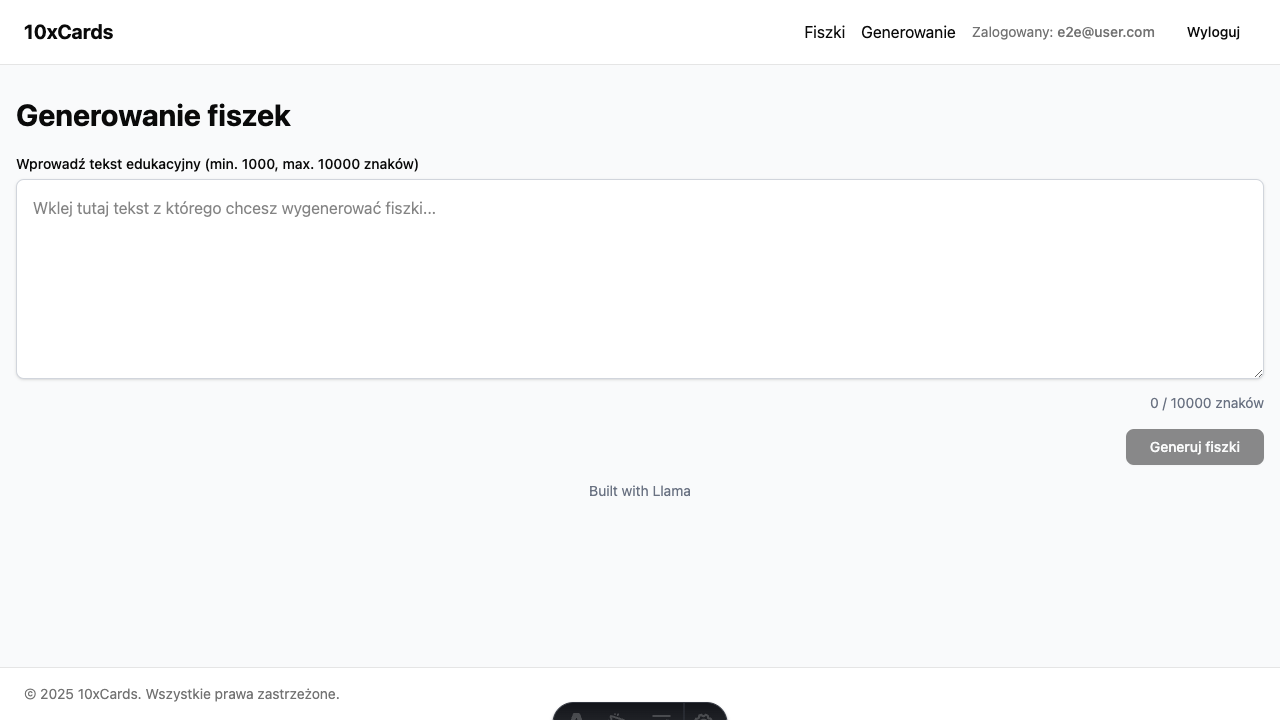 10xCards
Fiszki Generowanie Zalogowany: e2e@user.com Wyloguj
Generowanie fiszek
Wprowadź tekst edukacyjny (min. 1000, max. 10000 znaków)
Wklej tutaj tekst z którego chcesz wygenerować fiszki...
0 / 10000 znaków
Generuj fiszki
Built with Llama
© 2025 10xCards. Wszystkie prawa zastrzeżone.